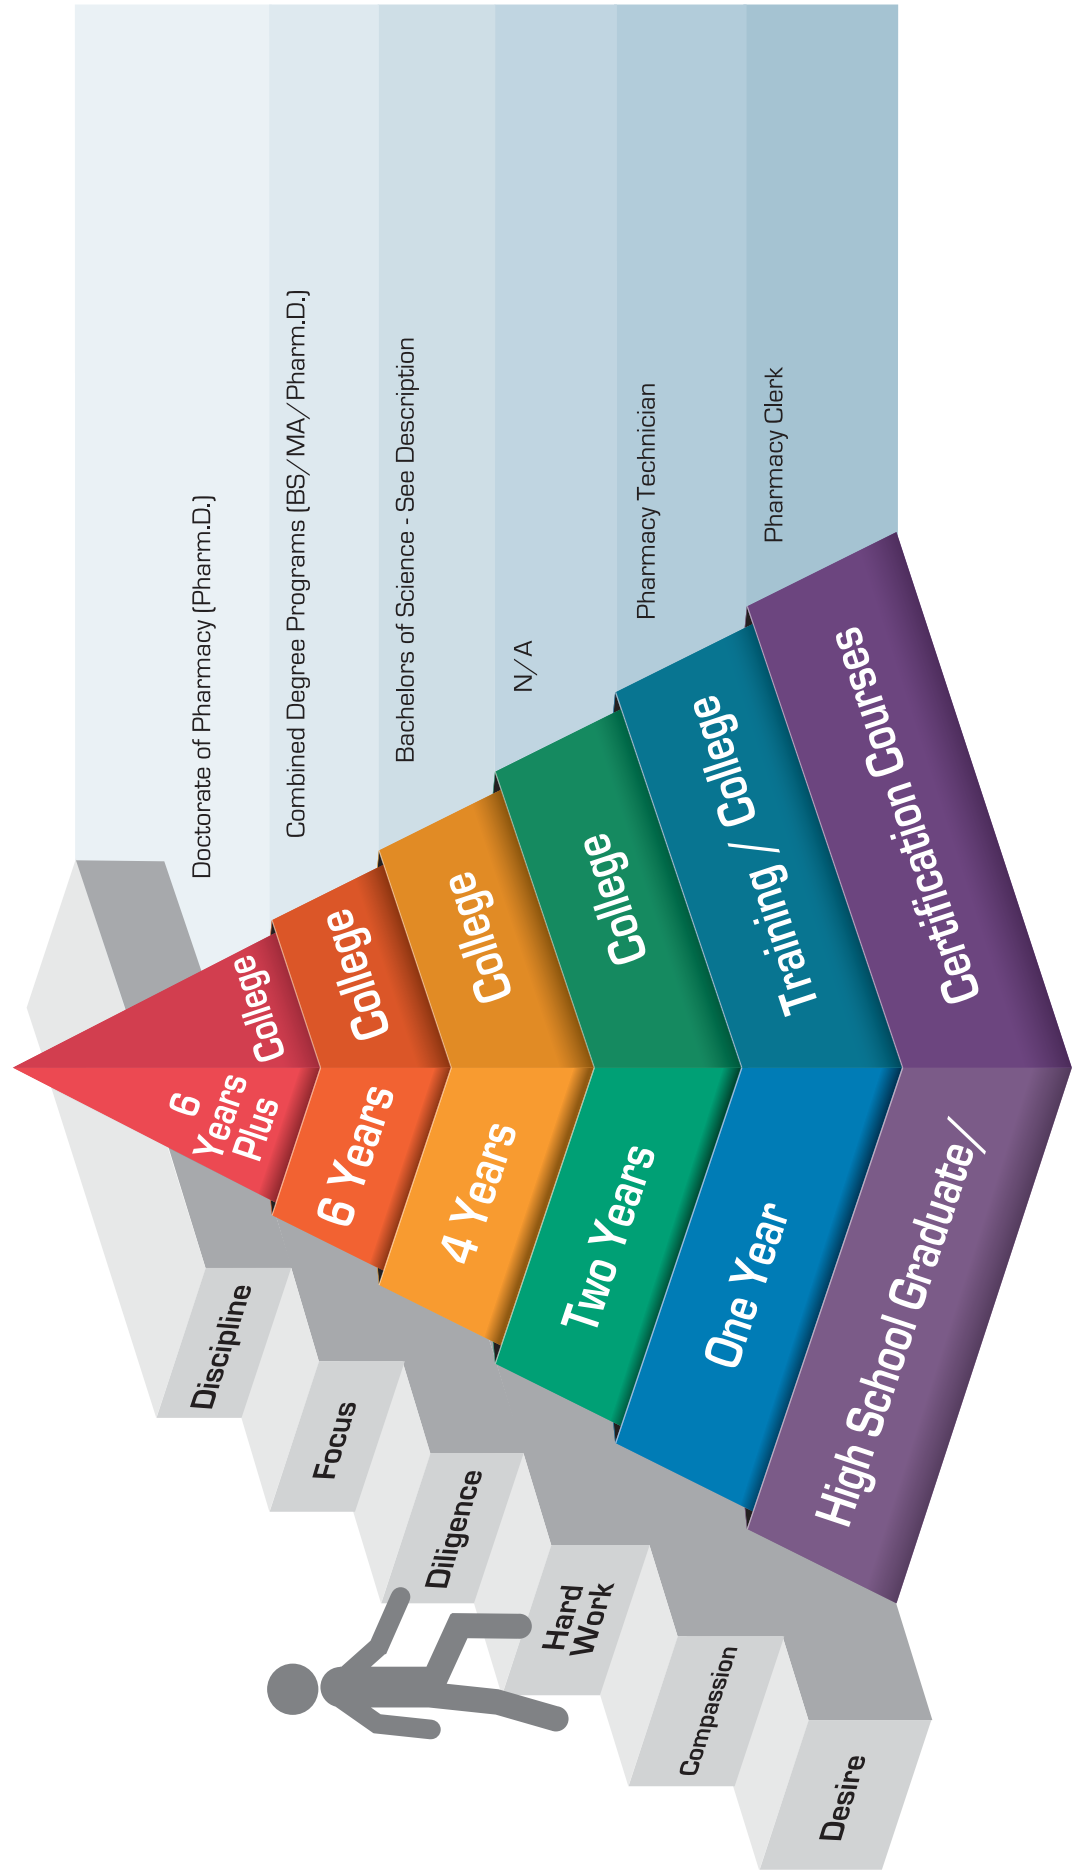 Discipline
Focus
Diligence
Hard
Work
Compassion
Desire
6
Years
Plus
College
6 Years
College
4 Years
College
Two Years
College
One Year
Training / College
High School Graduate/
Certification Courses
Doctorate of Pharmacy (Pharm.D.)
Combined Degree Programs (BS/MA/Pharm.D.)
Bachelors of Science - See Description
N/A
Pharmacy Technician
Pharmacy Clerk